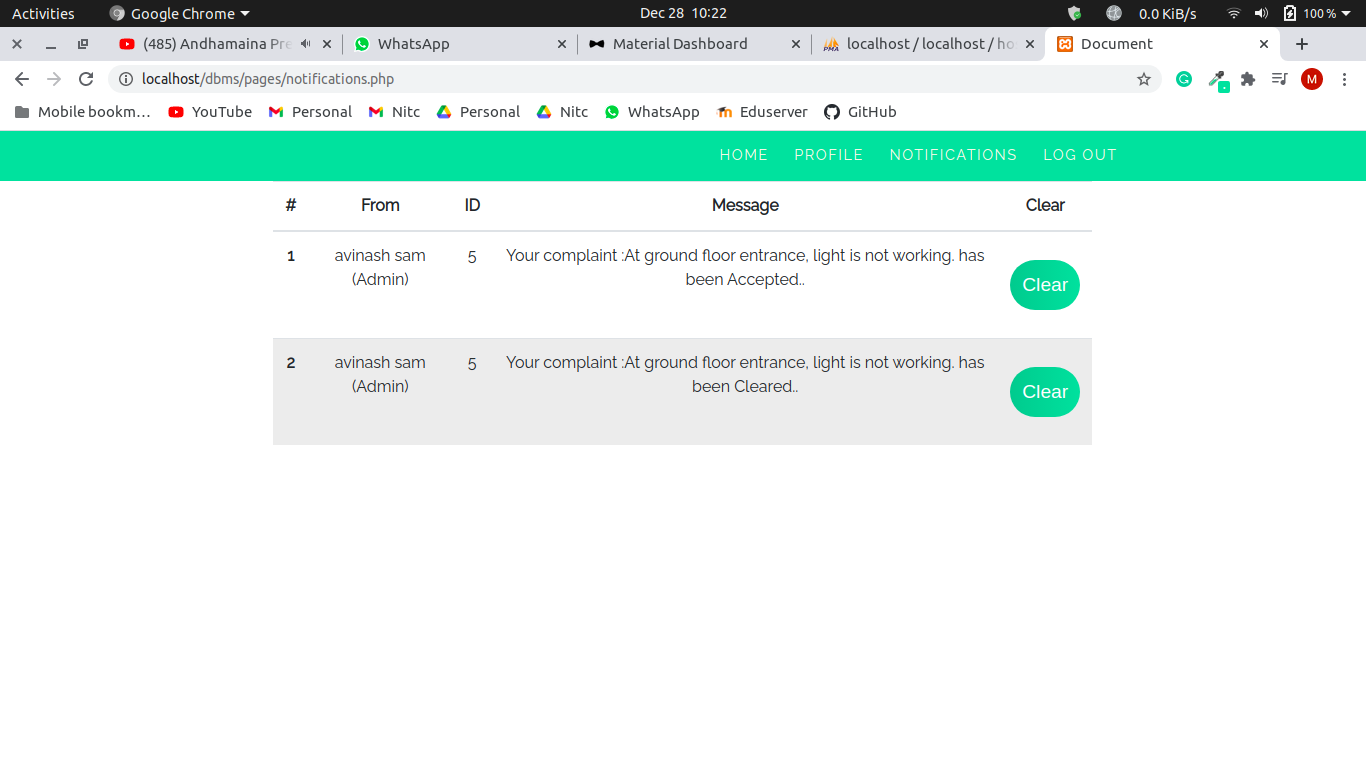 Activities Google Chrome Dec 28 10:22 0.0 KiB/s 100 %
(485) Andhamaina Pre WhatsApp Material Dashboard localhost / localhost / ho Document
localhost/dbms/pages/notifications.php M
Mobile bookm… YouTube Personal Nitc Personal Nitc WhatsApp Eduserver GitHub
HOME PROFILE NOTIFICATIONS LOG OUT
# From ID Message Clear
1 avinash sam 5 Your complaint :At ground floor entrance, light is not working. has
(Admin) been Accepted..
Clear
2 avinash sam 5 Your complaint :At ground floor entrance, light is not working. has
(Admin) been Cleared..
Clear